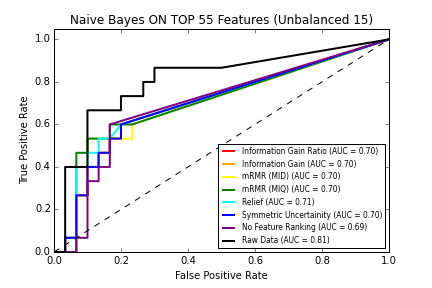 Naive Bayes ON TOP 55 Features (Unbalanced 15)
1.0
0.8
0.6
0.4
0.2
0.0
True Positive Rate
Information Gain Ratio (AUC = 0.70)
Information Gain (AUC = 0.70)
mRMR (MID) (AUC = 0.70)
mRMR (MIQ) (AUC = 0.70)
Relief (AUC = 0.71)
Symmetric Uncertainity (AUC = 0.70)
No Feature Ranking (AUC = 0.69)
Raw Data (AUC = 0.81)
0.0 0.2 0.4 0.6 0.8 1.0
False Positive Rate